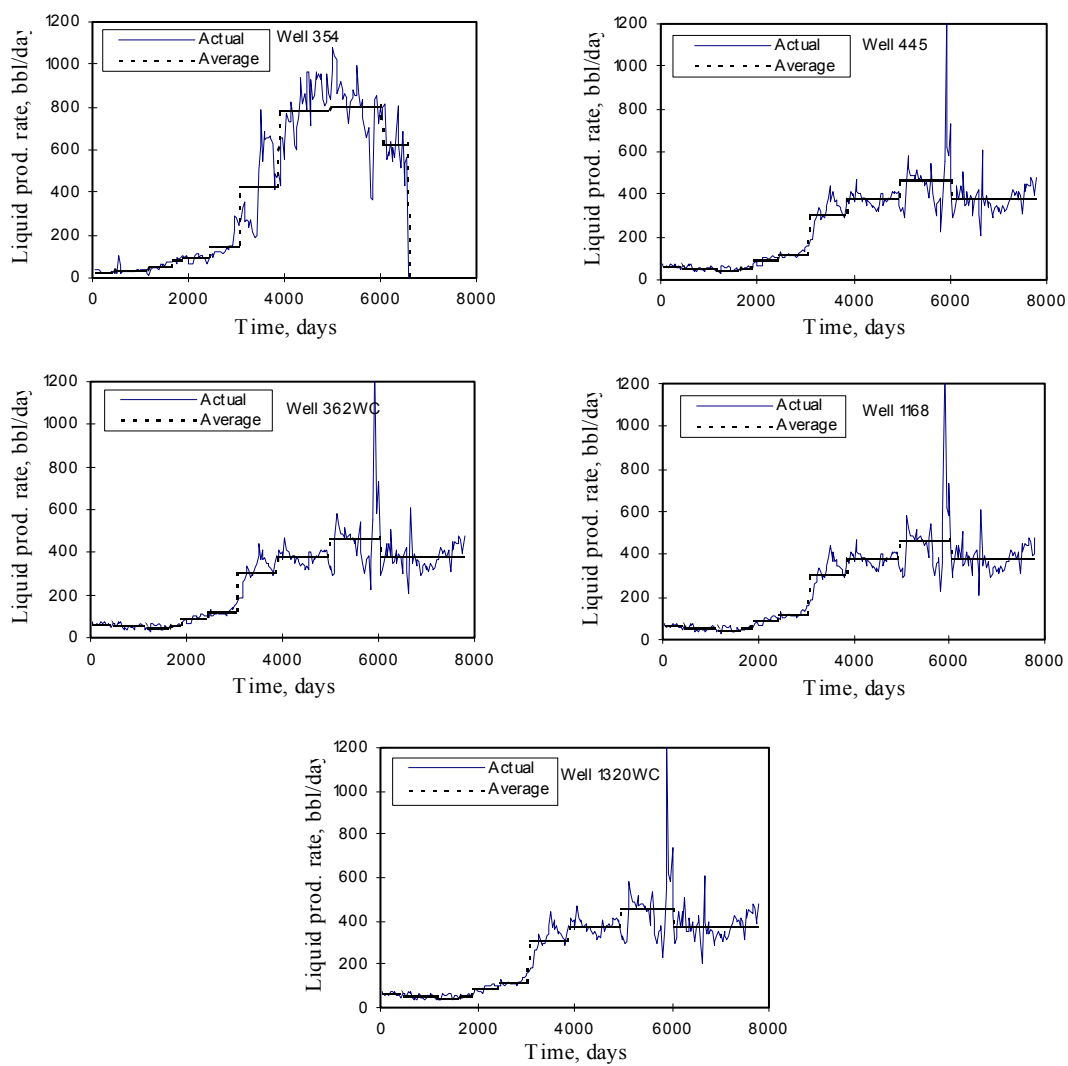 Liquid prod. rate, bbl/day
1200
1000
800
600
400
200
0
Actual
Average
Well 354
0 2000 4000 6000 8000
Time, days
Liquid prod. rate, bbl/day
1200
1000
800
600
400
200
0
Actual
Average
Well 445
0 2000 4000 6000 8000
Time, days
Liquid prod. rate, bbl/day
1200
1000
800
600
400
200
0
Actual
Average
Well 362WC
0 2000 4000 6000 8000
Time, days
Liquid prod. rate, bbl/day
1200
1000
800
600
400
200
0
Actual
Average
Well 1168
0 2000 4000 6000 8000
Time, days
Liquid prod. rate, bbl/day
1200
1000
800
600
400
200
0
Actual
Average
Well 1320WC
0 2000 4000 6000 8000
Time, days